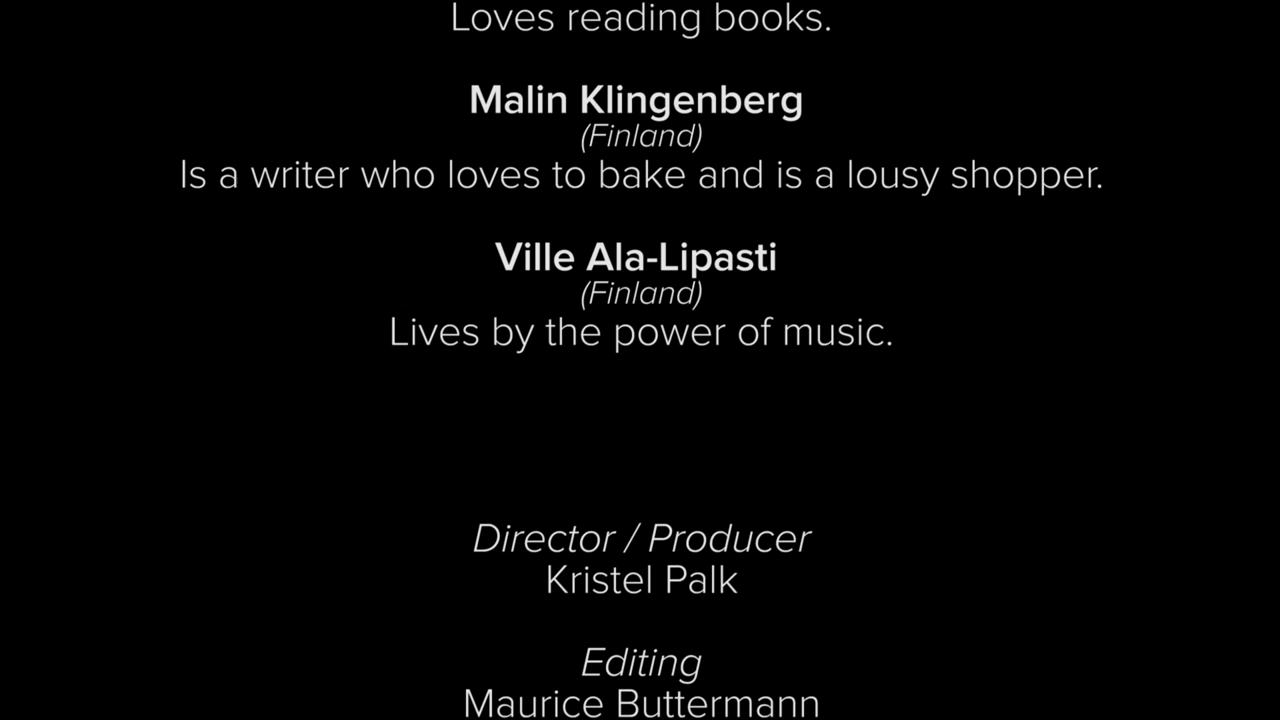 Loves reading books.
Malin Klingenberg
(Finland)
Is a writer who loves to bake and is a lousy shopper.
Ville Ala-Lipasti
(Finland)
Lives by the power of music.
Director / Producer
Kristel Palk
Editing
Maurice Buttermann